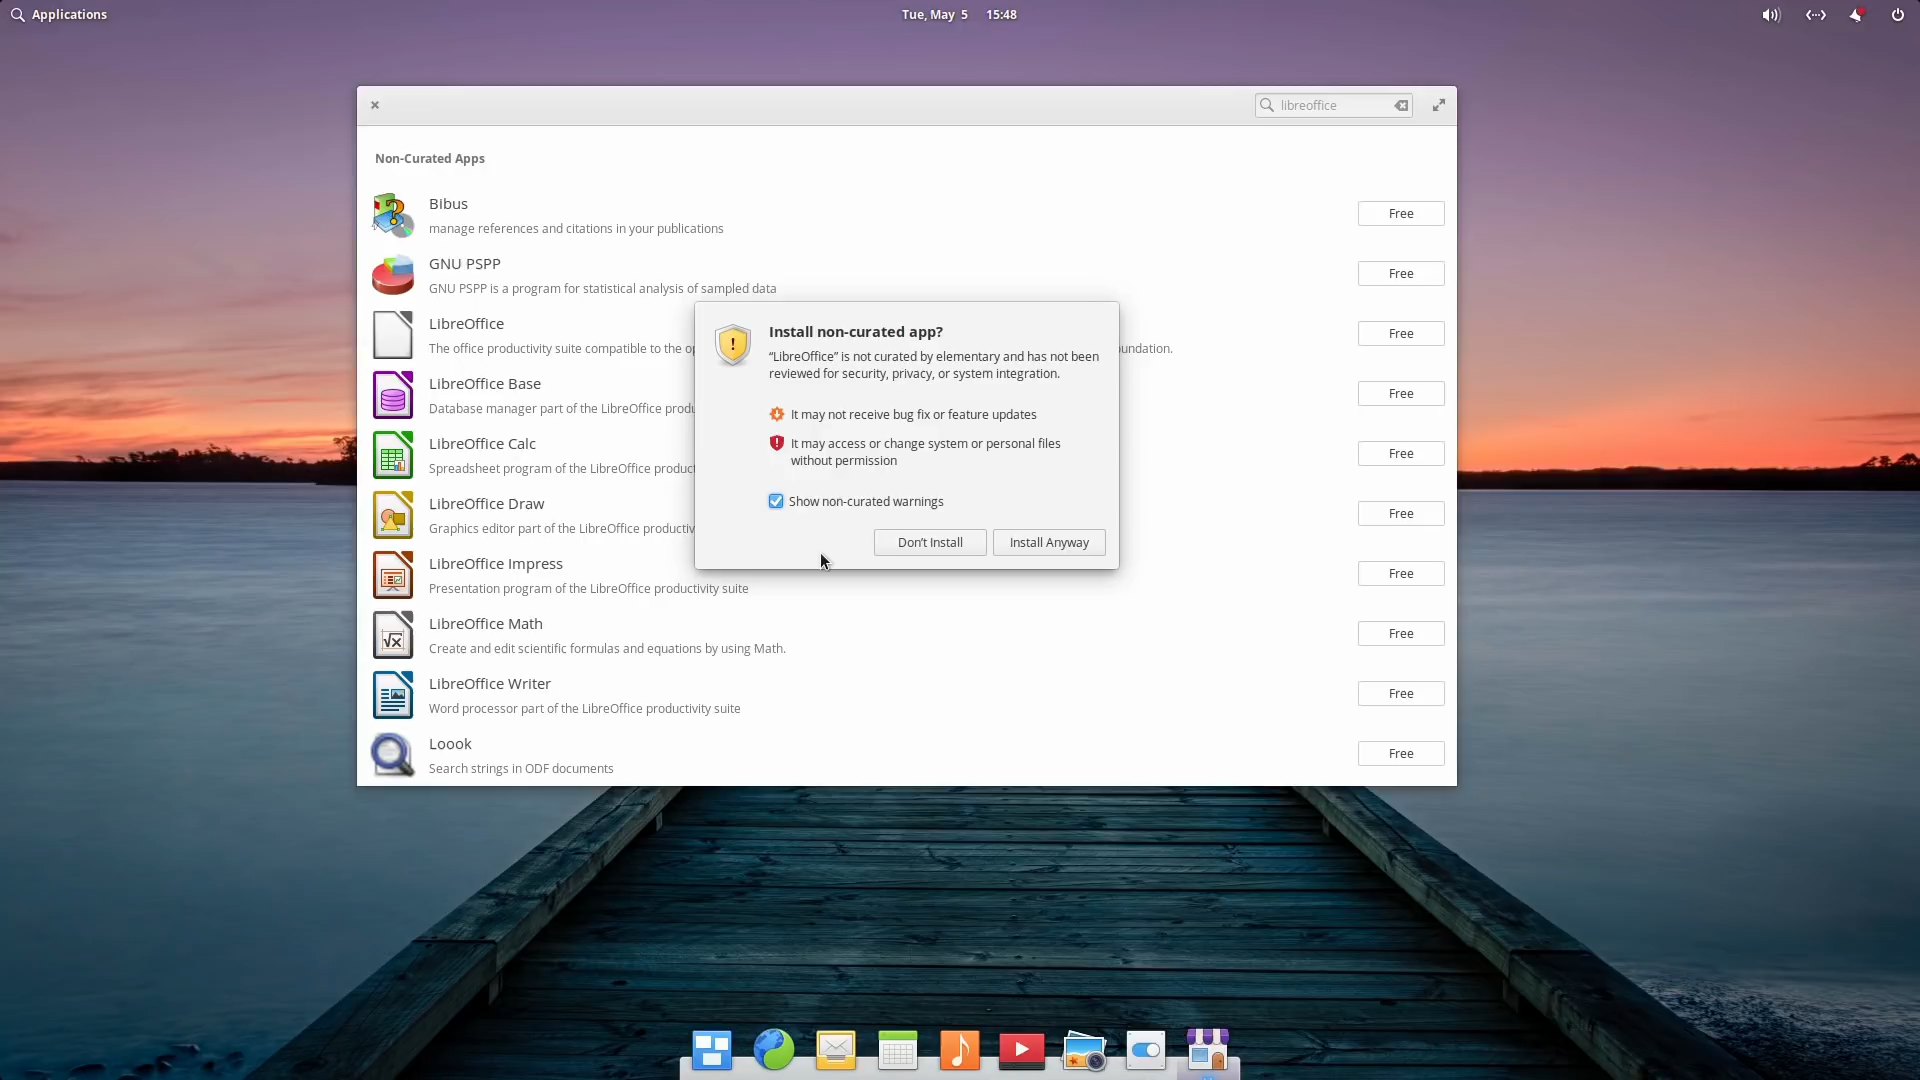 Applications
Tue, May 5 15:48
libreoffice
Non-Curated Apps
Bibus
manage references and citations in your publications
Free
GNU PSPP
GNU PSPP is a program for statistical analysis of sampled data
Free
LibreOffice
The office productivity suite compatible to the
undation.
Free
LibreOffice Base
Database manager part of the LibreOffice
Free
LibreOffice Calc
Spreadsheet program of the LibreOffice
Free
LibreOffice Draw
Graphics editor part of the LibreOffice
Free
LibreOffice Impress
Presentation program of the LibreOffice productivity suite
Free
LibreOffice Math
Create and edit scientific formulas and equations by using Math.
Free
LibreOffice Writer
Word processor part of the LibreOffice productivity suite
Free
Loook
Search strings in ODF documents
Free
Install non-curated app?
“LibreOffice” is not curated by elementary and has not been
reviewed for security, privacy, or system integration.
It may not receive bug fix or feature updates
It may access or change system or personal files
without permission
Show non-curated warnings
Don’t Install
Install Anyway